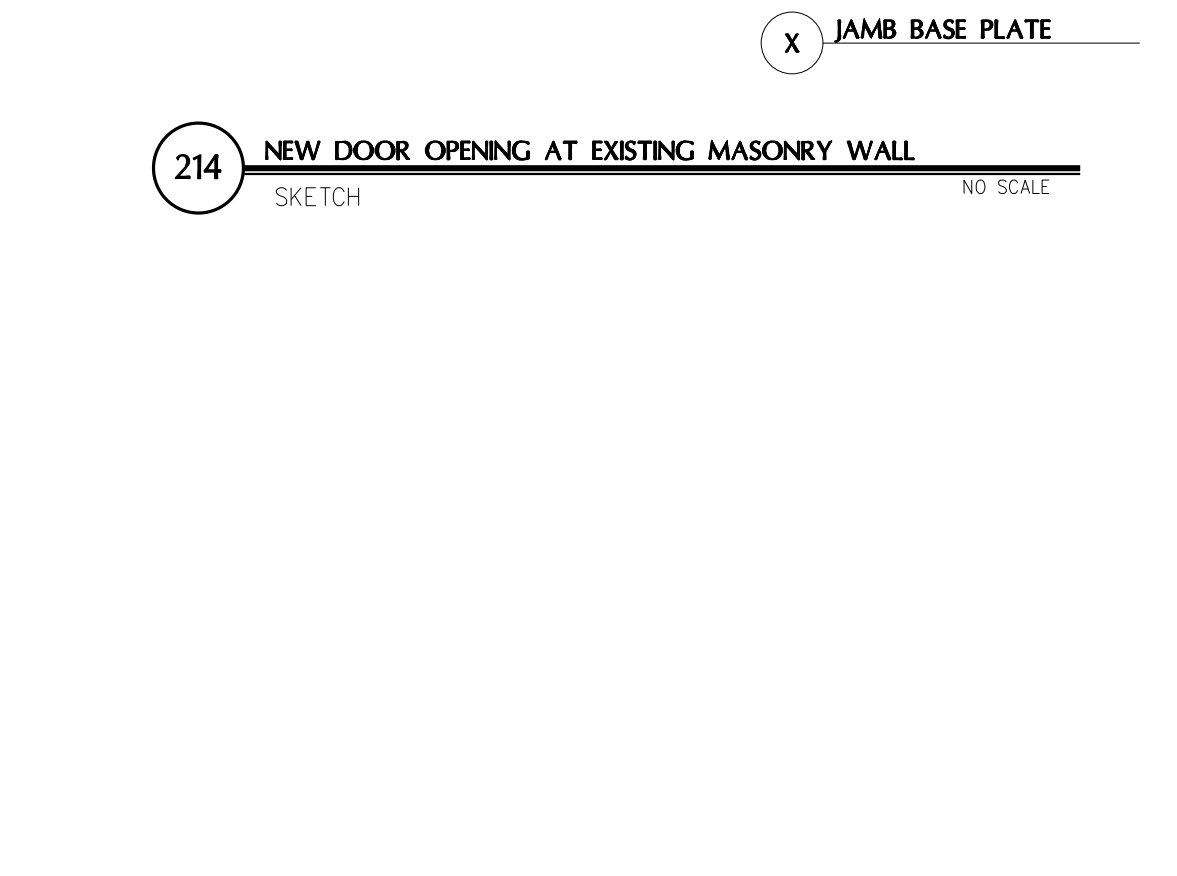 X JAMB BASE PLATE
214 NEW DOOR OPENING AT EXISTING MASONRY WALL
SKETCH NO SCALE